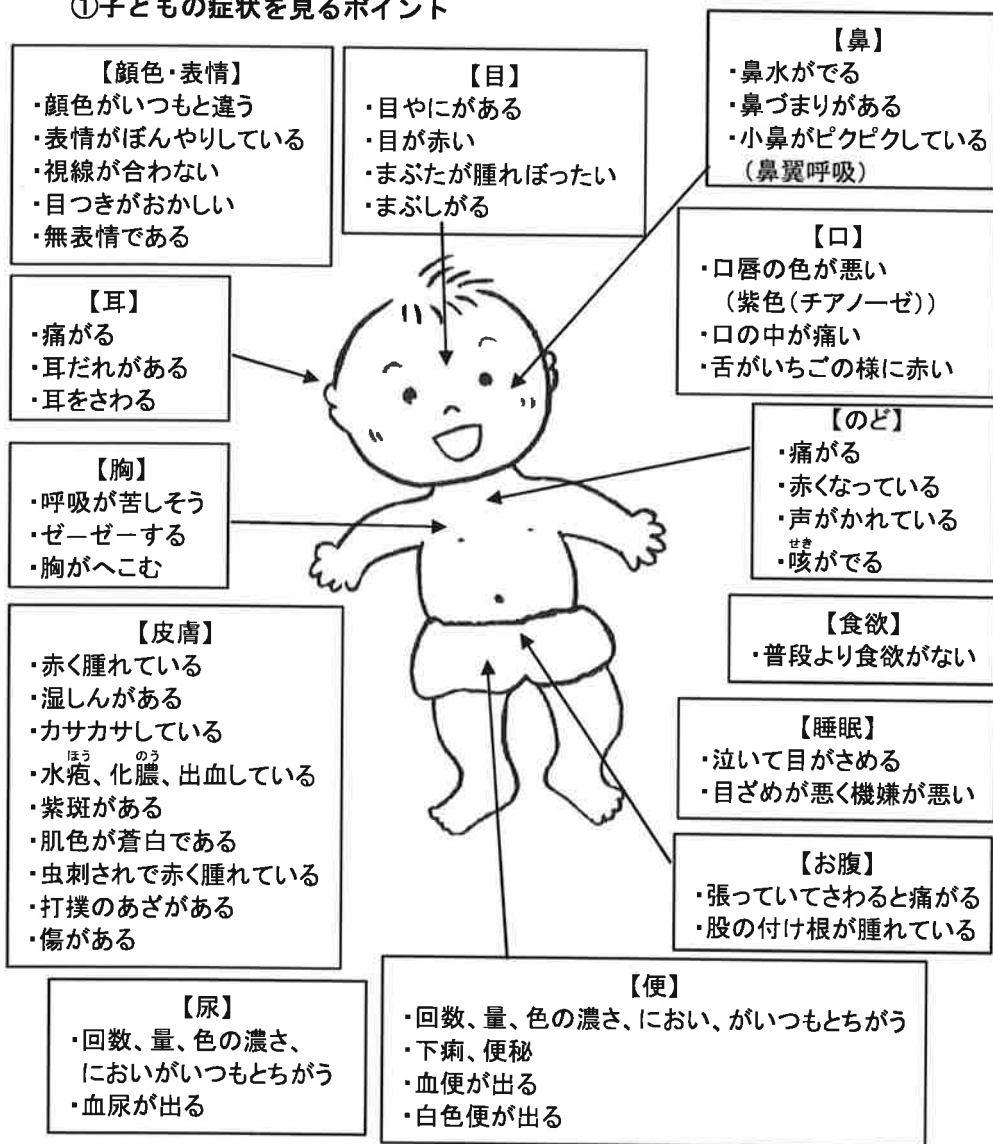 ①子どもの症状を見るポイント
【顔色・表情】
・顔色がいつもと違う
・表情がぼんやりしている
・視線が合わない
・目つきがおかしい
・無表情である
【目】
・目やにがある
・目が赤い
・まぶたが腫れぼったい
・まぶしがる
【鼻】
・鼻水がでる
・鼻づまりがある
・小鼻がピクピクしている
(鼻翼呼吸)
【口】
・口唇の色が悪い
(紫色(チアノーゼ))
・口の中が痛い
・舌がいちごの様に赤い
【耳】
・痛がる
・耳だれがある
・耳をさわる
【のど】
・痛がる
・赤くなっている
・声がかれている
・咳がでる
せき
【胸】
・呼吸が苦しそう
・ゼーゼーする
・胸がへこむ
【食欲】
・普段より食欲がない
【皮膚】
・赤く腫れている
・湿しんがある
・カサカサしている
ほう のう
・水疱、化膿、出血している
・紫斑がある
・肌色が蒼白である
・虫刺されで赤く腫れている
・打撲のあざがある
・傷がある
【睡眠】
・泣いて目がさめる
・目ざめが悪く機嫌が悪い
【お腹】
・張っていてさわると痛がる
・股の付け根が腫れている
【尿】
・回数、量、色の濃さ、
においがいつもとちがう
・血尿が出る
【便】
・回数、量、色の濃さ、におい、がいつもとちがう
・下痢、便秘
・血便が出る
・白色便が出る